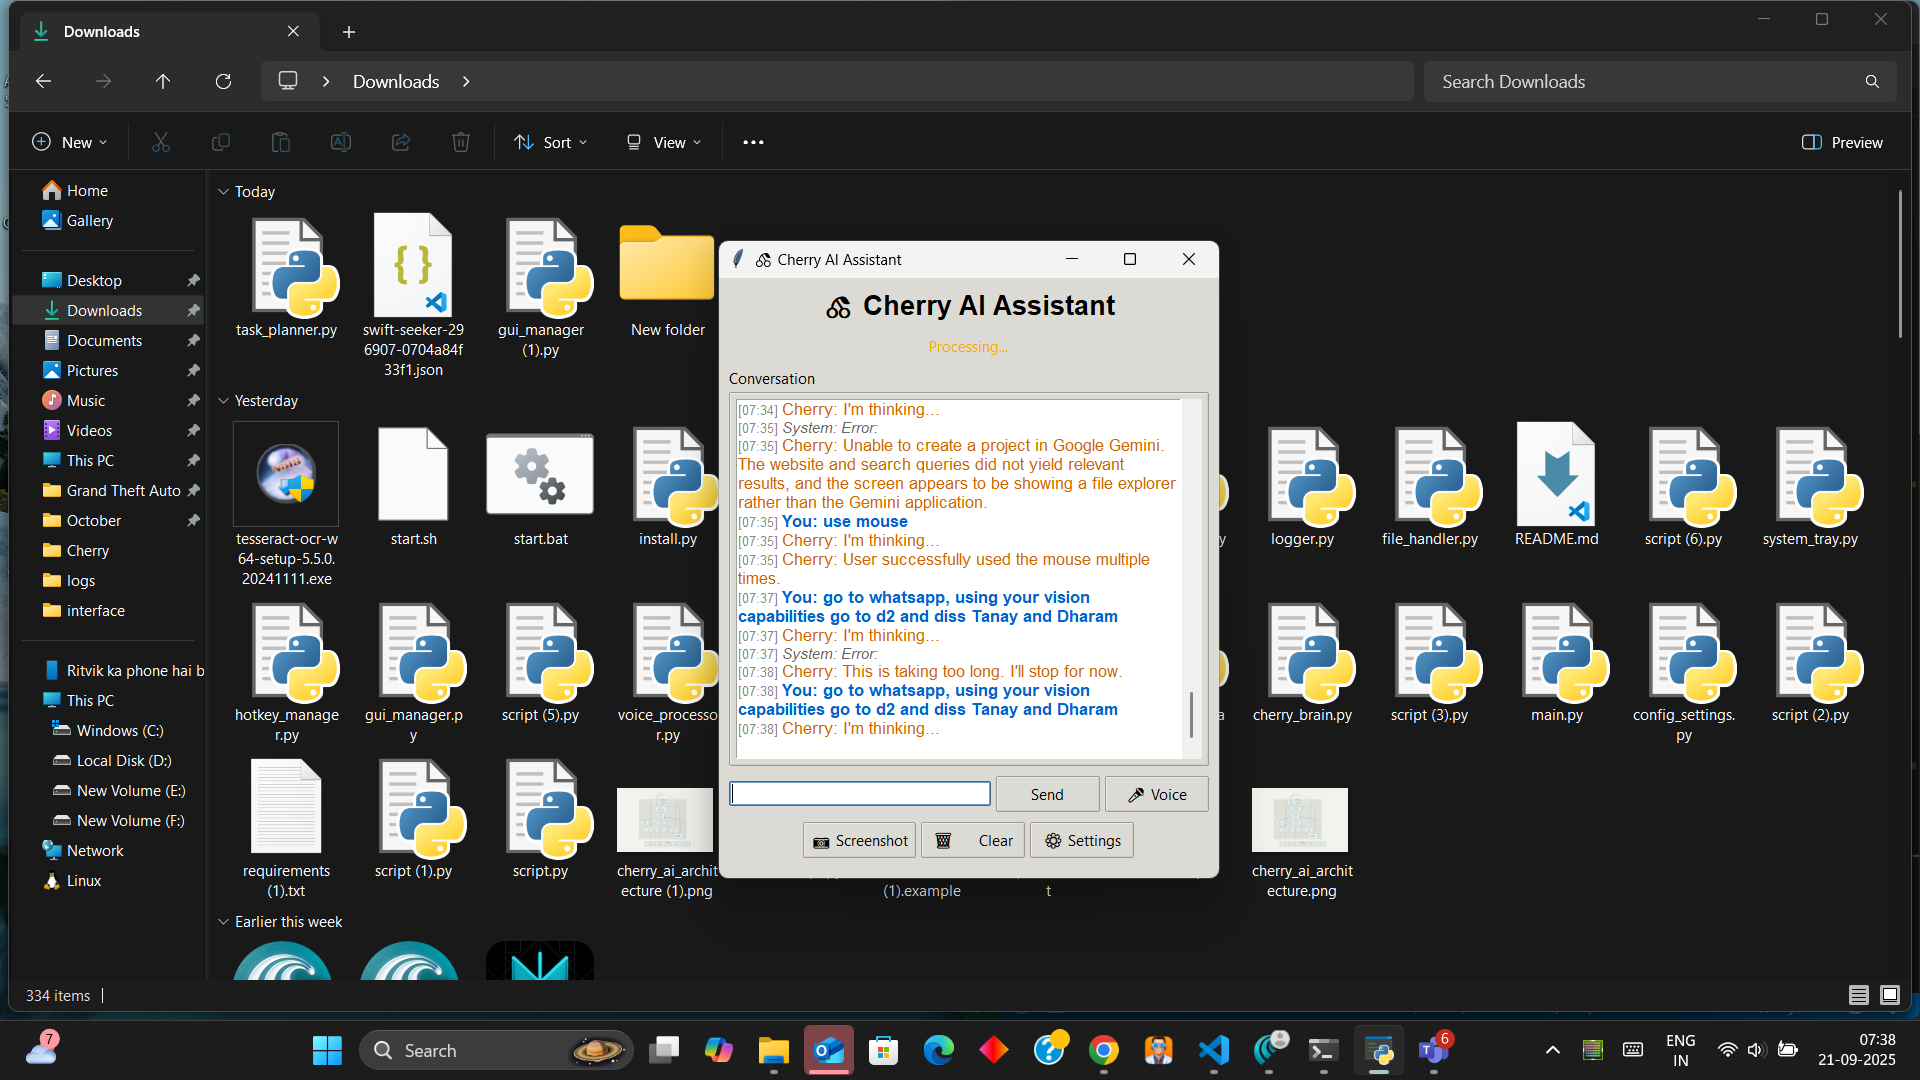 Downloads
Downloads
Search Downloads
New
Sort
View
Preview
Home
Gallery
Desktop
Downloads
Documents
Pictures
Music
Videos
This PC
Grand Theft Auto
October
Cherry
logs
interface
Ritvik ka phone hai b
This PC
Windows (C:)
Local Disk (D:)
New Volume (E:)
New Volume (F:)
Network
Linux
Today
task_planner.py
swift-seeker-29
6907-0704a84f
33f1.json
gui_manager
(1).py
New folder
Yesterday
tesseract-ocr-w
64-setup-5.5.0.
20241111.exe
start.sh
start.bat
install.py
y
logger.py
file_handler.py
README.md
script (6).py
system_tray.py
hotkey_manage
r.py
gui_manager.p
y
script (5).py
voice_processo
r.py
a
cherry_brain.py
script (3).py
main.py
config_settings.
py
script (2).py
requirements
(1).txt
script (1).py
script.py
cherry_ai_archit
ecture (1).png
(1).example
t
cherry_ai_archit
ecture.png
Earlier this week
Cherry AI Assistant
Cherry AI Assistant
Processing...
Conversation
[07:34] Cherry: I'm thinking...
[07:35] System: Error:
[07:35] Cherry: Unable to create a project in Google Gemini.
The website and search queries did not yield relevant
results, and the screen appears to be showing a file explorer
rather than the Gemini application.
[07:35] You: use mouse
[07:35] Cherry: I'm thinking...
[07:35] Cherry: User successfully used the mouse multiple
times.
[07:37] You: go to whatsapp, using your vision
capabilities go to d2 and diss Tanay and Dharam
[07:37] Cherry: I'm thinking...
[07:37] System: Error:
[07:38] Cherry: This is taking too long. I'll stop for now.
[07:38] You: go to whatsapp, using your vision
capabilities go to d2 and diss Tanay and Dharam
[07:38] Cherry: I'm thinking...
Send
Voice
Screenshot
Clear
Settings
334 items
7
Search
6
ENG
IN
07:38
21-09-2025